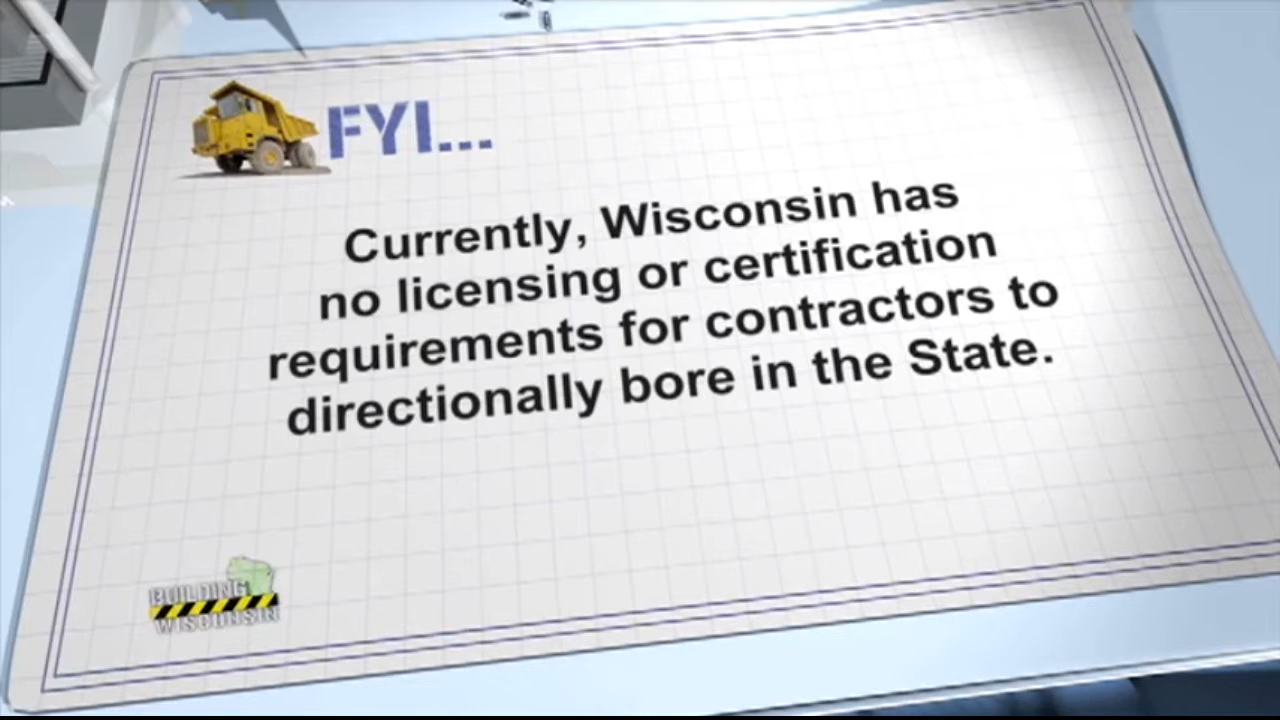 FYI...
Currently, Wisconsin has
no licensing or certification
requirements for contractors to
directionally bore in the State.
BUILDING
WISCONSIN